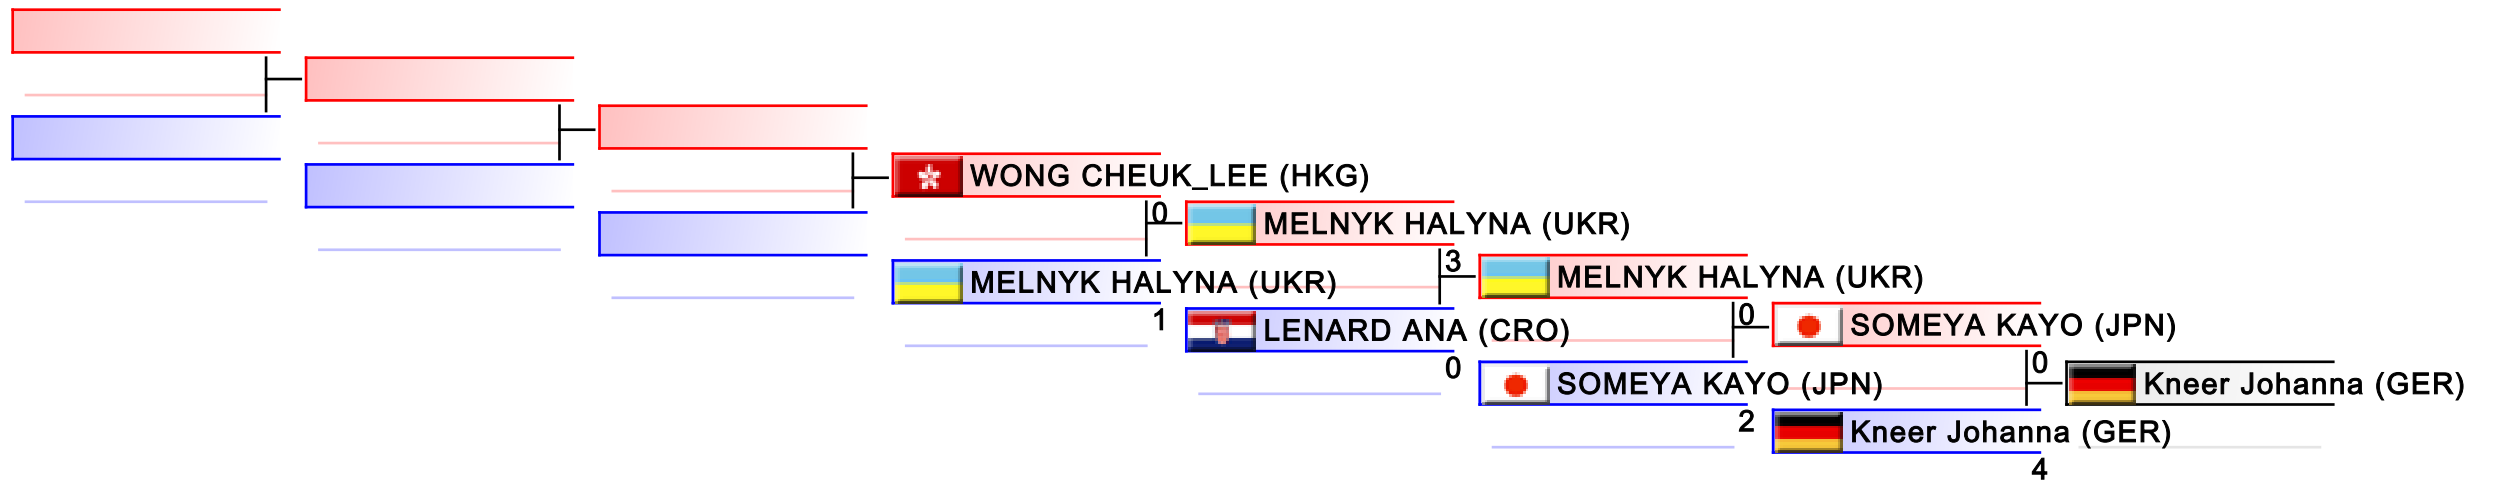 WONG CHEUK_LEE (HKG)
0
MELNYK HALYNA (UKR)
MELNYK HALYNA (UKR)
1
3
LENARD ANA (CRO)
0
MELNYK HALYNA (UKR)
0
SOMEYA KAYO (JPN)
2
SOMEYA KAYO (JPN)
0
Kneer Johanna (GER)
4
Kneer Johanna (GER)